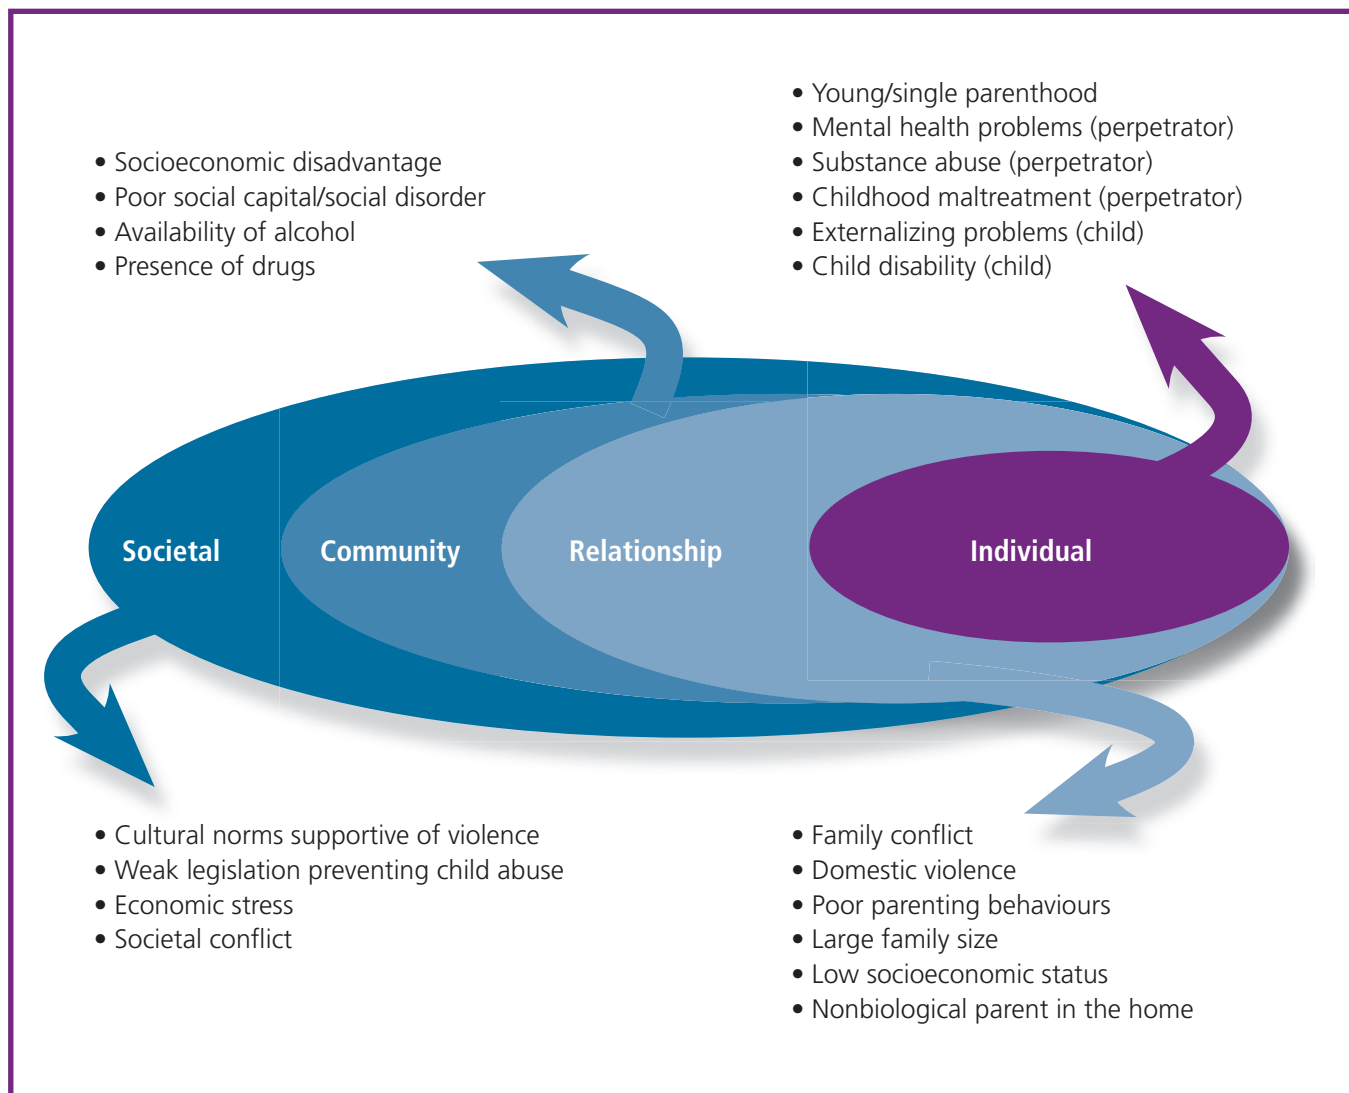 • Socioeconomic disadvantage
• Poor social capital/social disorder
• Availability of alcohol
• Presence of drugs
• Young/single parenthood
• Mental health problems (perpetrator)
• Substance abuse (perpetrator)
• Childhood maltreatment (perpetrator)
• Externalizing problems (child)
• Child disability (child)
Societal
Community
Relationship
Individual
• Cultural norms supportive of violence
• Weak legislation preventing child abuse
• Economic stress
• Societal conflict
• Family conflict
• Domestic violence
• Poor parenting behaviours
• Large family size
• Low socioeconomic status
• Nonbiological parent in the home